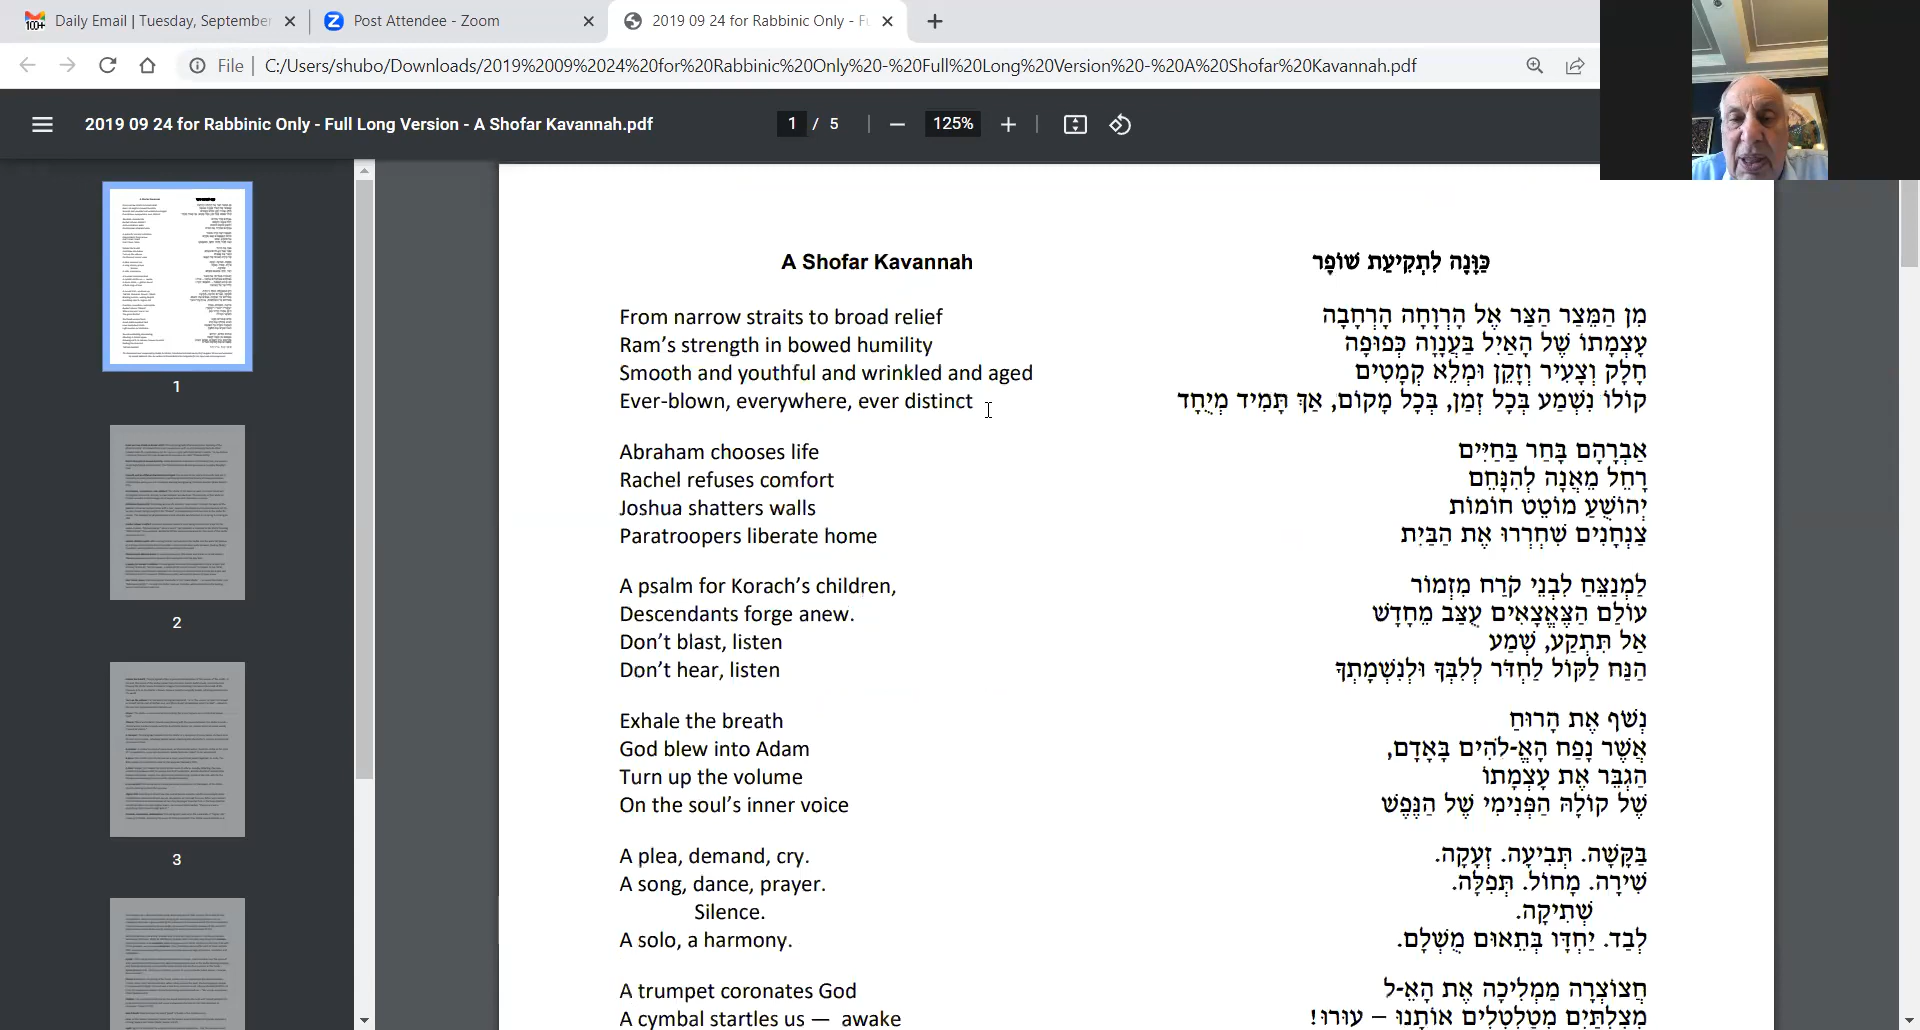 Daily Email | Tuesday, September
Post Attendee - Zoom
2019 09 24 for Rabbinic Only - F
File
C:/Users/shubo/Downloads/2019%2009%2024%20for%20Rabbinic%20Only%20-%20Full%20Long%20Version%20-%20A%20Shofar%20Kavannah.pdf
2019 09 24 for Rabbinic Only - Full Long Version - A Shofar Kavannah.pdf
1 / 5
125%
1
2
3
A Shofar Kavannah
From narrow straits to broad relief
Ram’s strength in bowed humility
Smooth and youthful and wrinkled and aged
Ever-blown, everywhere, ever distinct
Abraham chooses life
Rachel refuses comfort
Joshua shatters walls
Paratroopers liberate home
A psalm for Korach’s children,
Descendants forge anew.
Don’t blast, listen
Don’t hear, listen
Exhale the breath
God blew into Adam
Turn up the volume
On the soul’s inner voice
A plea, demand, cry.
A song, dance, prayer.
Silence.
A solo, a harmony.
A trumpet coronates God
A cymbal startles us — awake
כַּוָּנָה לִתְקִיעַת שׁוֹפָר
מִן הַמֵּצַר הַצַּר אֶל הָרְוָחָה הָרְחָבָה
עָצְמָתוֹ שֶׁל הָאַיִל בַּעֲנָוָה כְּפוּפָה
חָלָק וְצָעִיר וְזָקֵן וּמְלֵא קְמָטִים
קוֹלוֹ נִשְׁמַע בְּכָל זְמַן, בְּכָל מָקוֹם, אַךְ תָּמִיד מְיֻחָד
אַבְרָהָם בָּחַר בַּחַיִּים
רָחֵל מֵאֲנָה לְהִנָּחֵם
יְהוֹשֻׁעַ מוֹטֵט חוֹמוֹת
צַנְחָנִים שִׁחְרְרוּ אֶת הַבַּיִת
לַמְנַצֵּחַ לִבְנֵי קֹרַח מִזְמוֹר
עוֹלַם הַצֶּאֱצָאִים עֻצַּב מֵחָדָשׁ
אַל תִּתְקַע, שְׁמַע
הַנַּח לַקּוֹל לַחְדֹּר לְלִבְּךָ וּלְנִשְׁמָתְךָ
נְשֹׁף אֶת הָרוּחַ
אֲשֶׁר נָפַח הָאֱ-לֹהִים בָּאָדָם,
הַגְבֵּר אֶת עָצְמָתוֹ
שֶׁל קוֹלָהּ הַפְּנִימִי שֶׁל הַנֶּפֶשׁ
בַּקָּשָׁה. תְּבִיעָה. זְעָקָה.
שִׁירָה. מָחוֹל. תְּפִלָּה.
שְׁתִיקָה.
לְבַד. יַחְדָּו בְּתֵאוּם מֻשְׁלָם.
חֲצוֹצְרָה מַמְלִיכָה אֶת הָאֵ-ל
מְצִלְתַּיִם מְטַלְטְלִים אוֹתָנוּ – עוּרוּ!